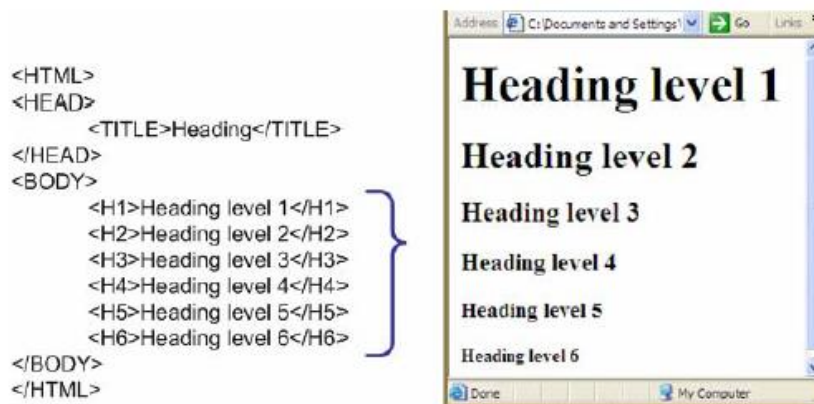 <HTML>
<HEAD>
<TITLE>Heading</TITLE>
</HEAD>
<BODY>
<H1>Heading level 1</H1>
<H2>Heading level 2</H2>
<H3>Heading level 3</H3>
<H4>Heading level 4</H4>
<H5>Heading level 5</H5>
<H6>Heading level 6</H6>
</BODY>
</HTML>
Address C:\Documents and Settings\ Go Links
Heading level 1
Heading level 2
Heading level 3
Heading level 4
Heading level 5
Heading level 6
Done My Computer